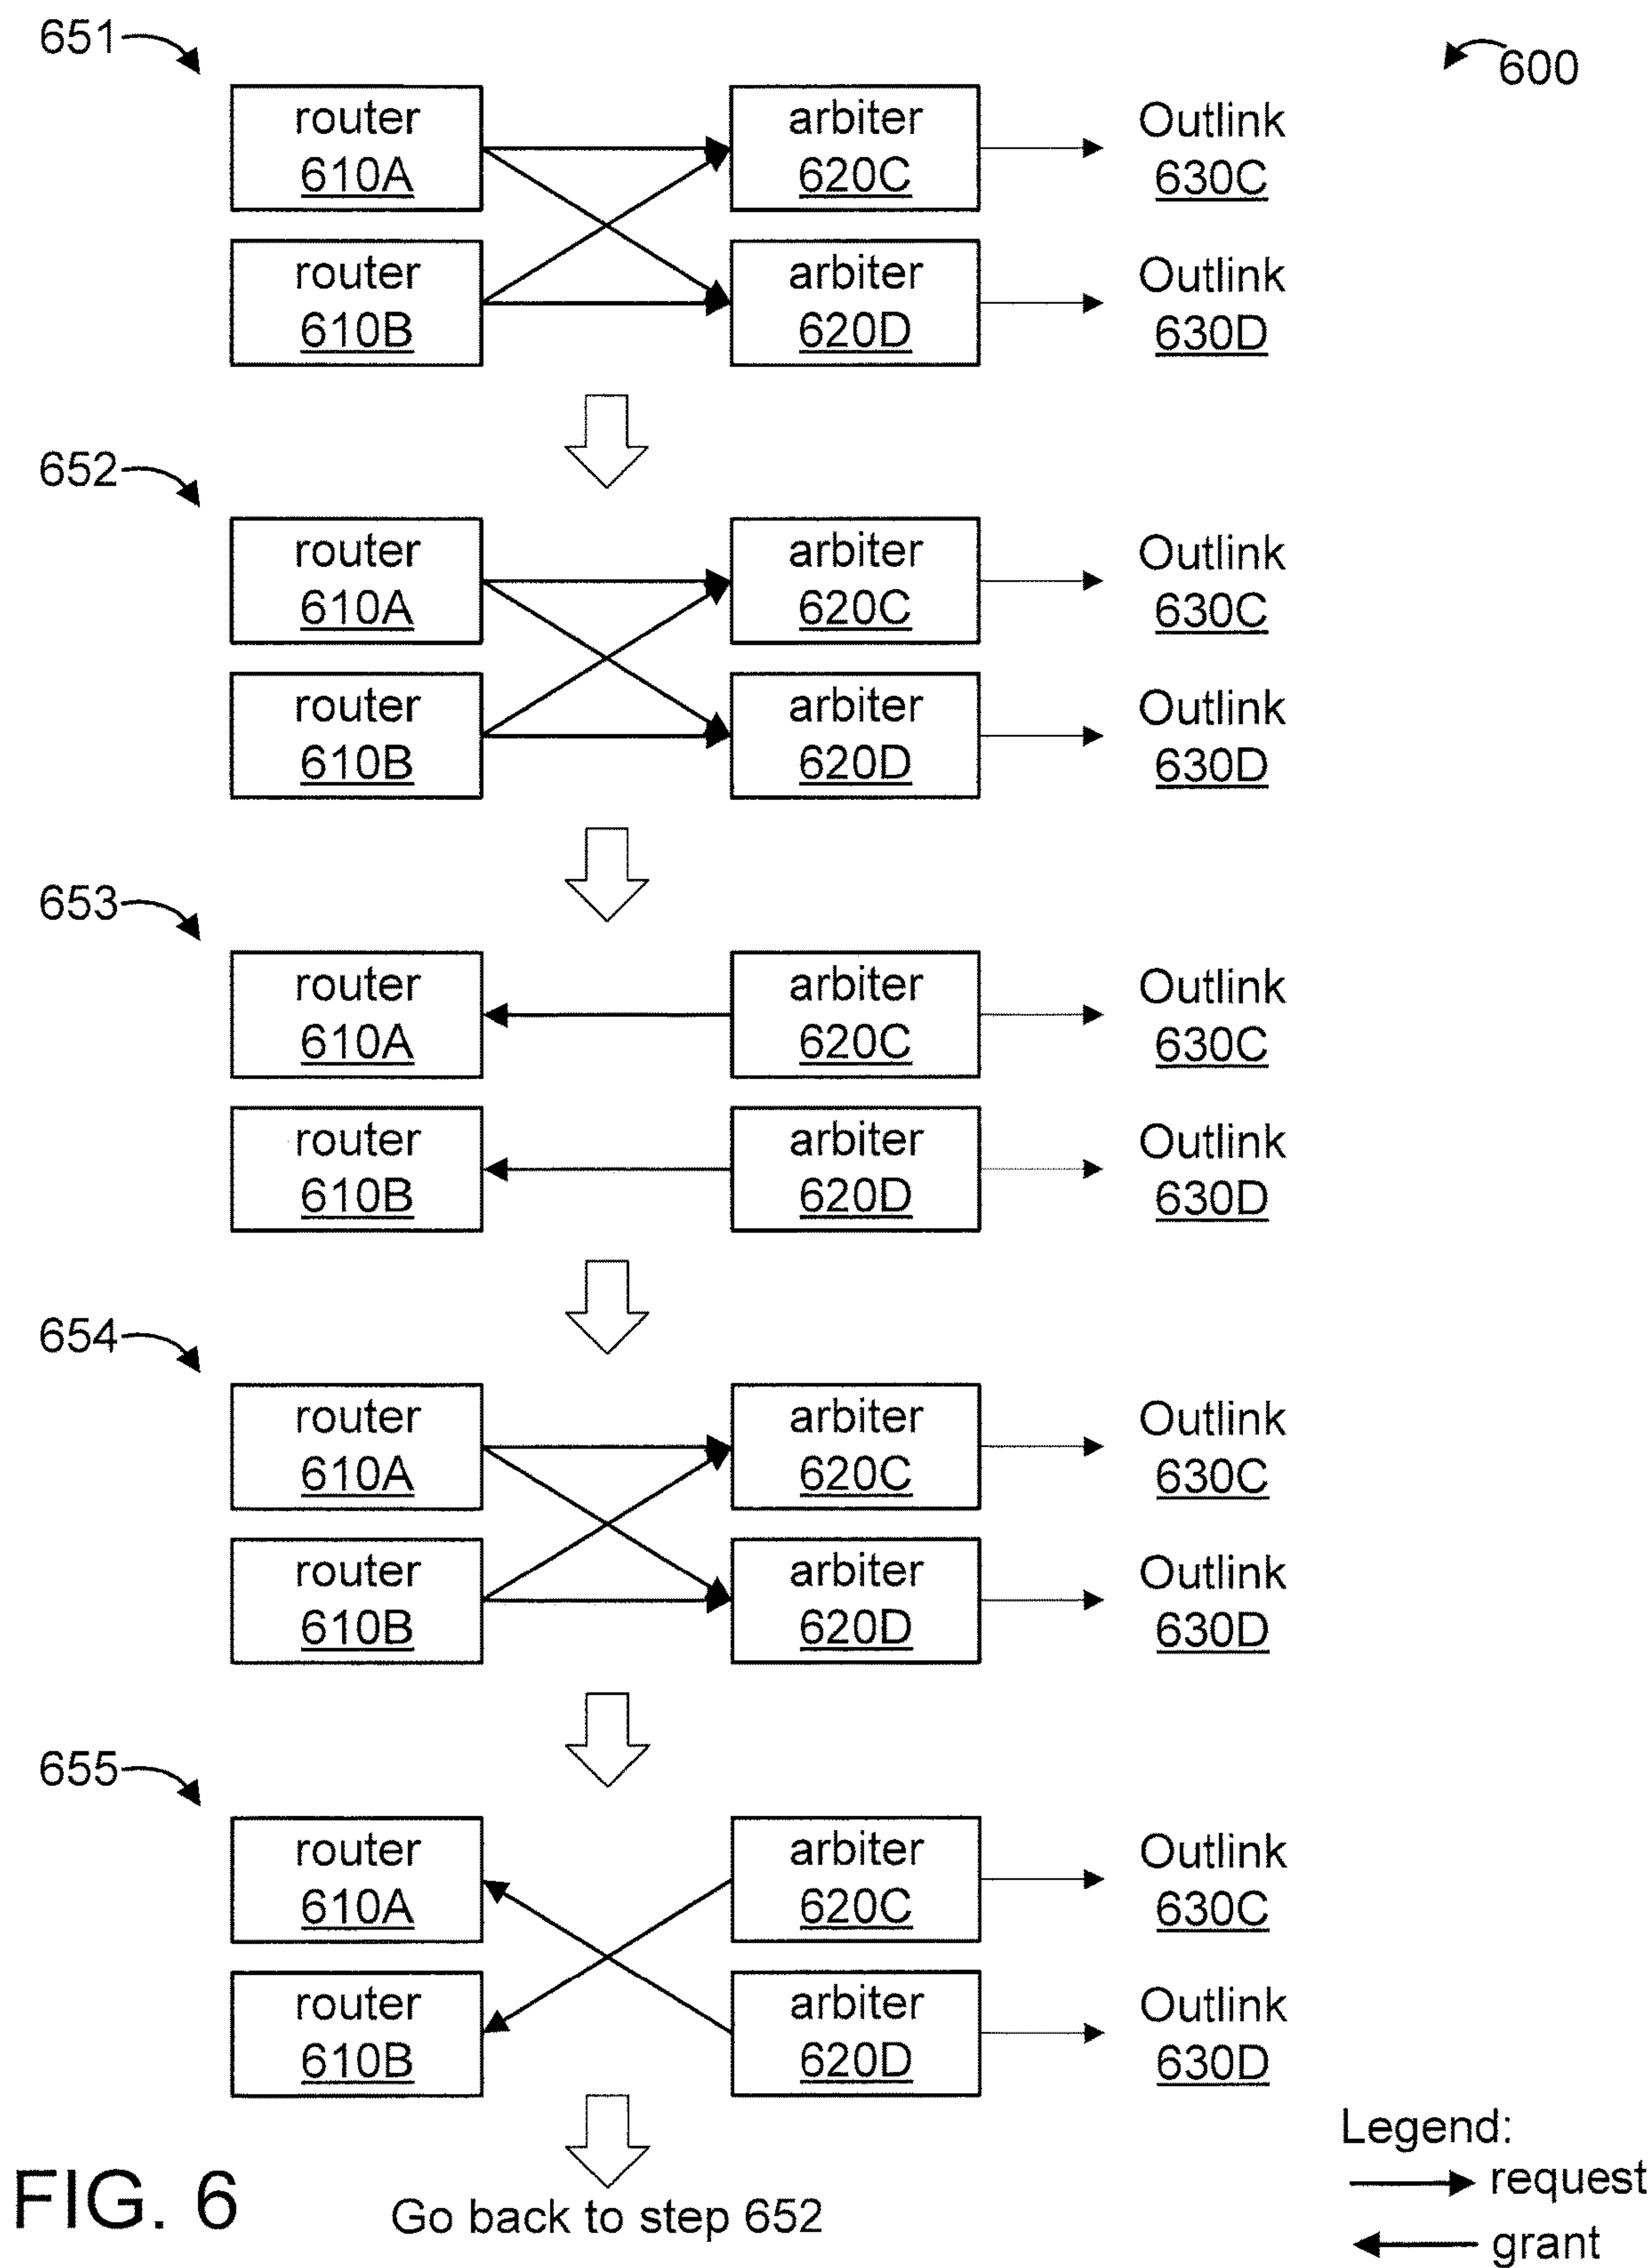 651
600
router
610A
arbiter
620C
Outlink
630C
router
610B
arbiter
620D
Outlink
630D
652
router
610A
arbiter
620C
Outlink
630C
router
610B
arbiter
620D
Outlink
630D
653
router
610A
arbiter
620C
Outlink
630C
router
610B
arbiter
620D
Outlink
630D
654
router
610A
arbiter
620C
Outlink
630C
router
610B
arbiter
620D
Outlink
630D
655
router
610A
arbiter
620C
Outlink
630C
router
610B
arbiter
620D
Outlink
630D
Go back to step 652
FIG. 6
Legend:
request
grant